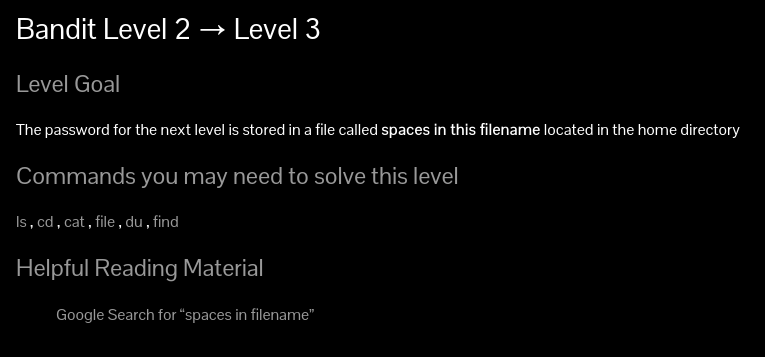 Bandit Level 2 → Level 3
Level Goal
The password for the next level is stored in a file called spaces in this filename located in the home directory
Commands you may need to solve this level
ls , cd , cat , file , du , find
Helpful Reading Material
Google Search for “spaces in filename”